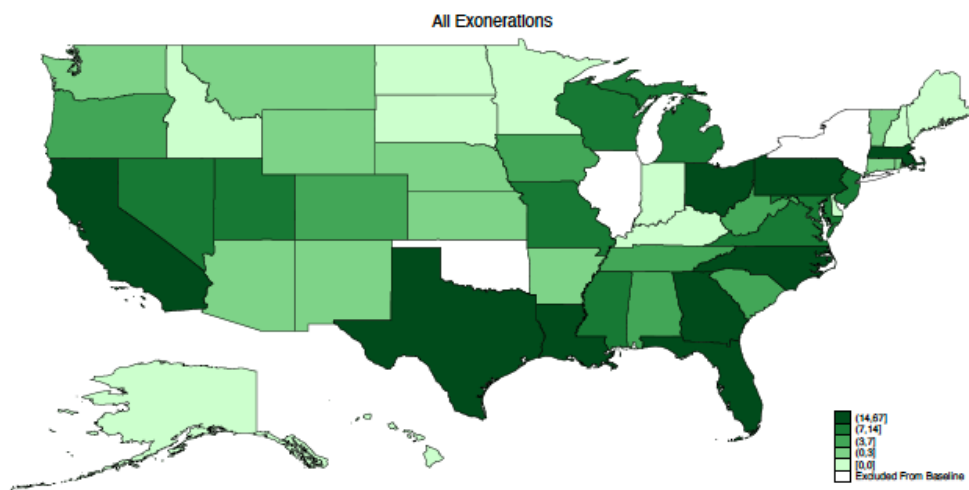 All Exonerations
(14,67]
(7,14]
(3,7]
(0,3]
[0,0]
Excluded From Baseline